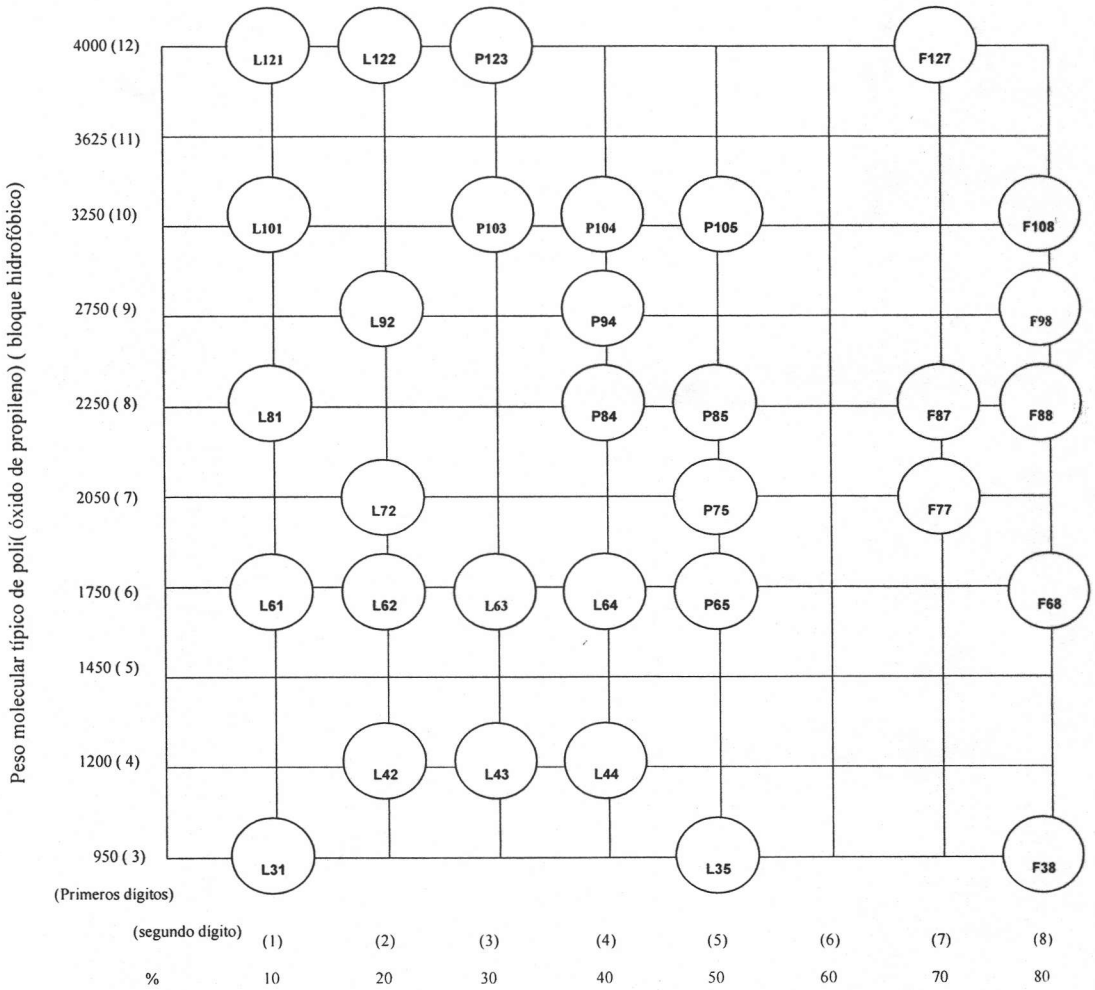 4000 (12) L121 L122 P123 F127
3625 (11)
3250 (10) L101 P103 P104 P105 F108
2750 ( 9) L92 P94 F98
2250 ( 8) L81 P84 P85 F87 F88
2050 ( 7) L72 P75 F77
1750 ( 6) L61 L62 L63 L64 P65 F68
1450 ( 5)
1200 ( 4) L42 L43 L44
950 ( 3) L31 L35 F38
(Primeros dígitos)
(segundo dígito) (1) (2) (3) (4) (5) (6) (7) (8)
% 10 20 30 40 50 60 70 80
Peso molecular típico de poli( óxido de propileno) ( bloque hidrofóbico)